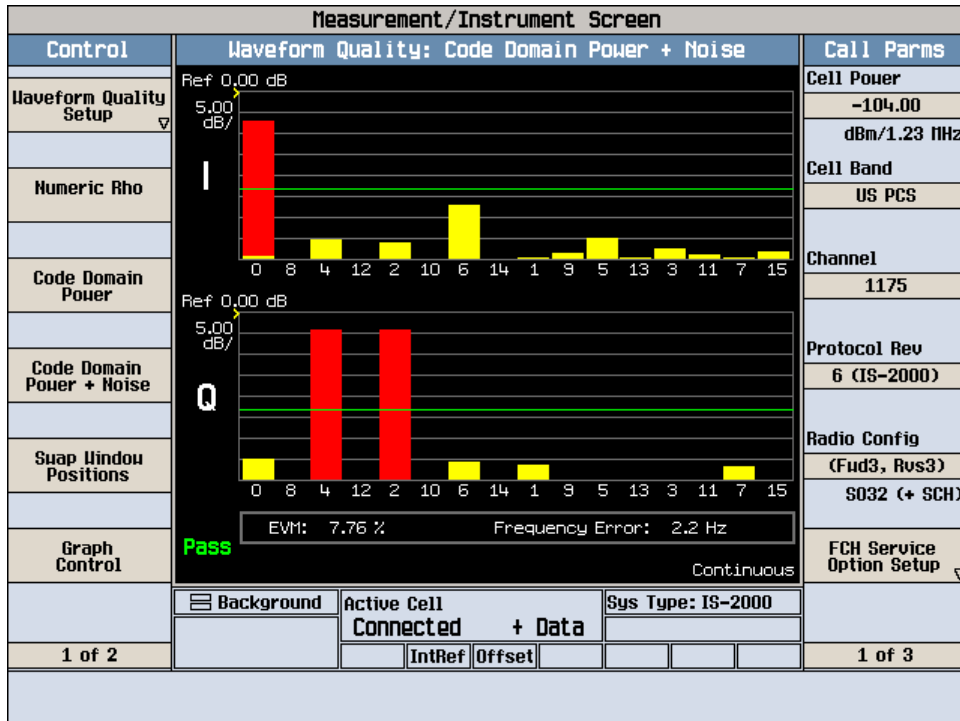 Measurement/Instrument Screen
Control
Waveform Quality: Code Domain Power + Noise
Call Parms
Waveform Quality
Setup
Numeric Rho
Code Domain
Power
Code Domain
Power + Noise
Swap Window
Positions
Graph
Control
1 of 2
Ref 0.00 dB
5.00
dB/
I
0 8 4 12 2 10 6 14 1 9 5 13 3 11 7 15
Ref 0.00 dB
5.00
dB/
Q
0 8 4 12 2 10 6 14 1 9 5 13 3 11 7 15
EVM: 7.76 % Frequency Error: 2.2 Hz
Pass
Continuous
Background
Active Cell
Connected + Data
Sys Type: IS-2000
IntRef Offset
Cell Power
-104.00
dBm/1.23 MHz
Cell Band
US PCS
Channel
1175
Protocol Rev
6 (IS-2000)
Radio Config
(Fwd3, Rvs3)
SO32 (+ SCH)
FCH Service
Option Setup
1 of 3